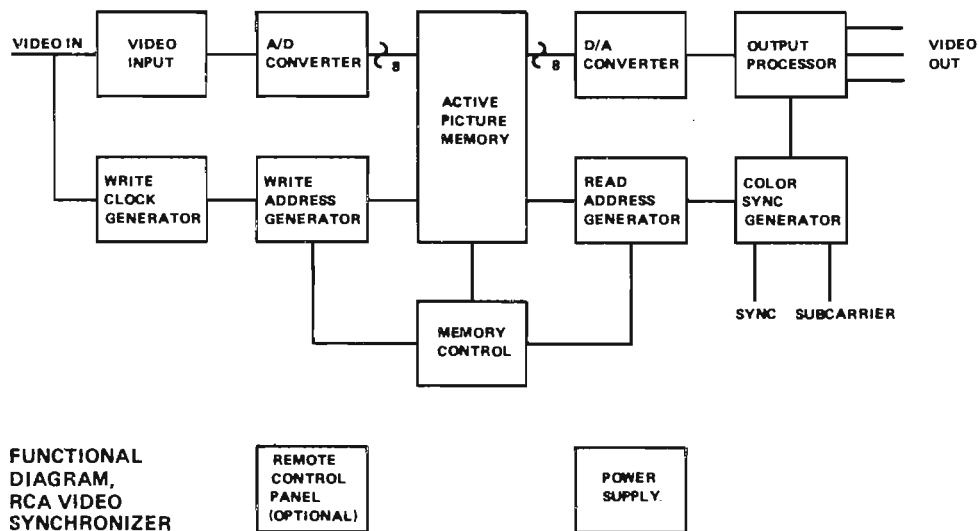 VIDEO IN
VIDEO
INPUT
A/D
CONVERTER
8
ACTIVE
PICTURE
MEMORY
8
D/A
CONVERTER
OUTPUT
PROCESSOR
VIDEO
OUT
WRITE
CLOCK
GENERATOR
WRITE
ADDRESS
GENERATOR
READ
ADDRESS
GENERATOR
COLOR
SYNC
GENERATOR
SYNC
SUBCARRIER
MEMORY
CONTROL
FUNCTIONAL
DIAGRAM,
RCA VIDEO
SYNCHRONIZER
REMOTE
CONTROL
PANEL
(OPTIONAL)
POWER
SUPPLY